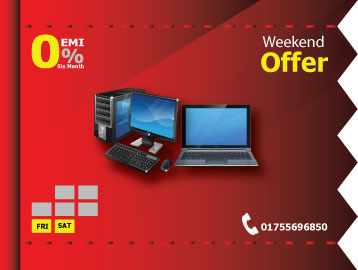 0% EMI
Six Month
Weekend
Offer
FRI SAT
01755696850